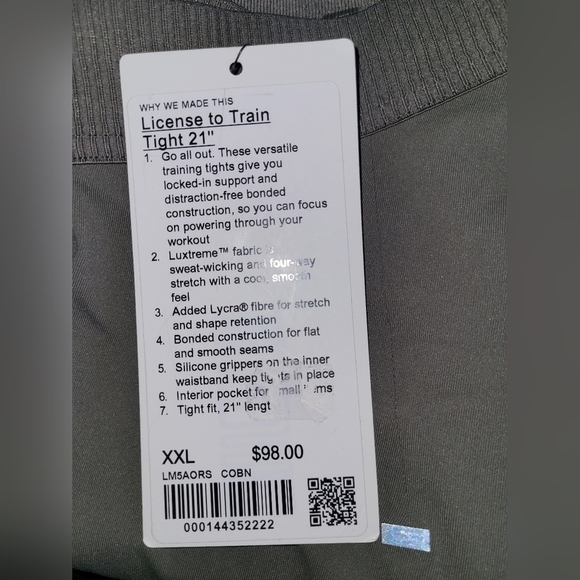 WHY WE MADE THIS
License to Train
Tight 21"
1. Go all out. These versatile
training tights give you
locked-in support and
distraction-free bonded
construction, so you can focus
on powering through your
workout
2. Luxtreme™ fabric is
sweat-wicking and four-way
stretch with a cool, smooth
feel
3. Added Lycra® fibre for stretch
and shape retention
4. Bonded construction for flat
and smooth seams
5. Silicone grippers on the inner
waistband keep tights in place
6. Interior pocket for small items
7. Tight fit, 21" lengt
XXL $98.00
LM5AORS COBN
000144352222